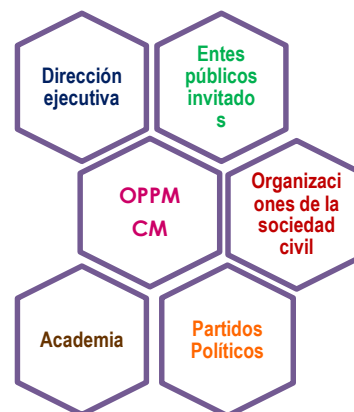 Dirección
ejecutiva
Entes
públicos
invitado
s
OPPM
CM
Organizaci
ones de la
sociedad
civil
Academia
Partidos
Políticos